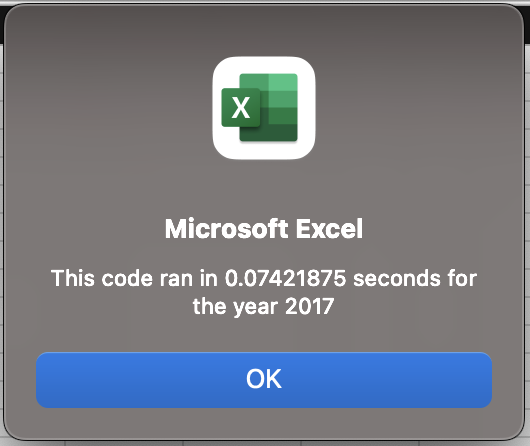 X
Microsoft Excel
This code ran in 0.07421875 seconds for
the year 2017
OK